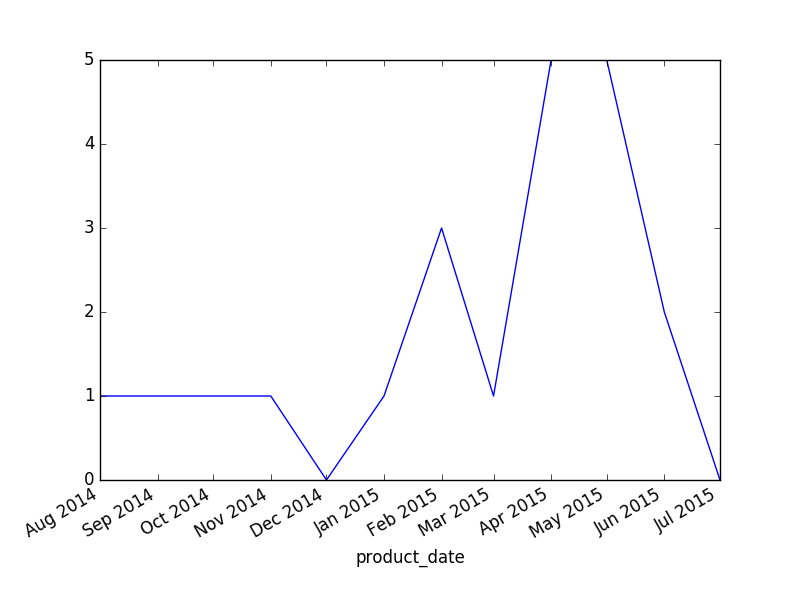 5
4
3
2
1
0
Aug 2014
Sep 2014
Oct 2014
Nov 2014
Dec 2014
Jan 2015
Feb 2015
Mar 2015
Apr 2015
May 2015
Jun 2015
Jul 2015
product_date